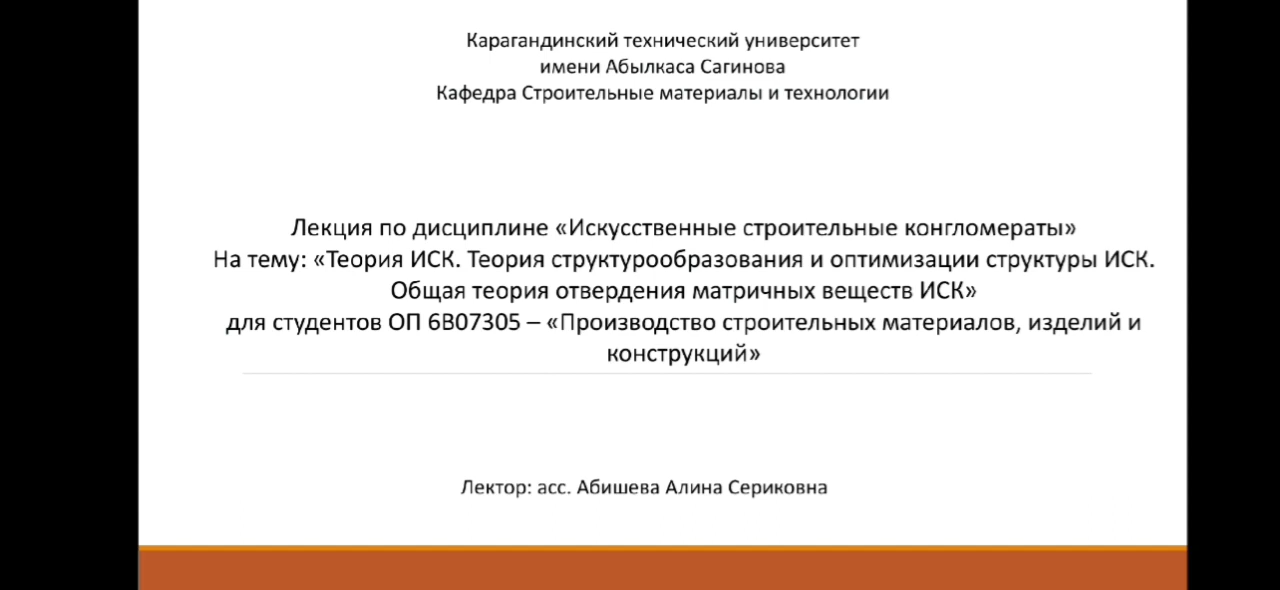 Карагандинский технический университет
имени Абылкаса Сагинова
Кафедра Строительные материалы и технологии
Лекция по дисциплине «Искусственные строительные конгломераты»
На тему: «Теория ИСК. Теория структурообразования и оптимизации структуры ИСК.
Общая теория отвердения матричных веществ ИСК»
для студентов ОП 6В07305 – «Производство строительных материалов, изделий и
конструкций»
Лектор: асс. Абишева Алина Сериковна